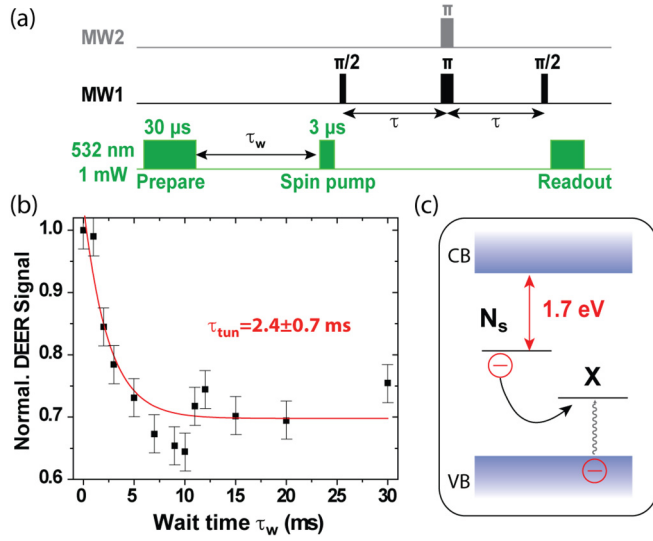 (a)
MW2
π
MW1
π/2
π
π/2
τ
τ
532 nm
1 mW
30 µs
τw
3 µs
Prepare
Spin pump
Readout
(b)
Normal. DEER Signal
1.0
0.9
0.8
0.7
0.6
τtun=2.4±0.7 ms
0
5
10
15
20
25
30
Wait time τw (ms)
(c)
CB
1.7 eV
Ns
X
VB